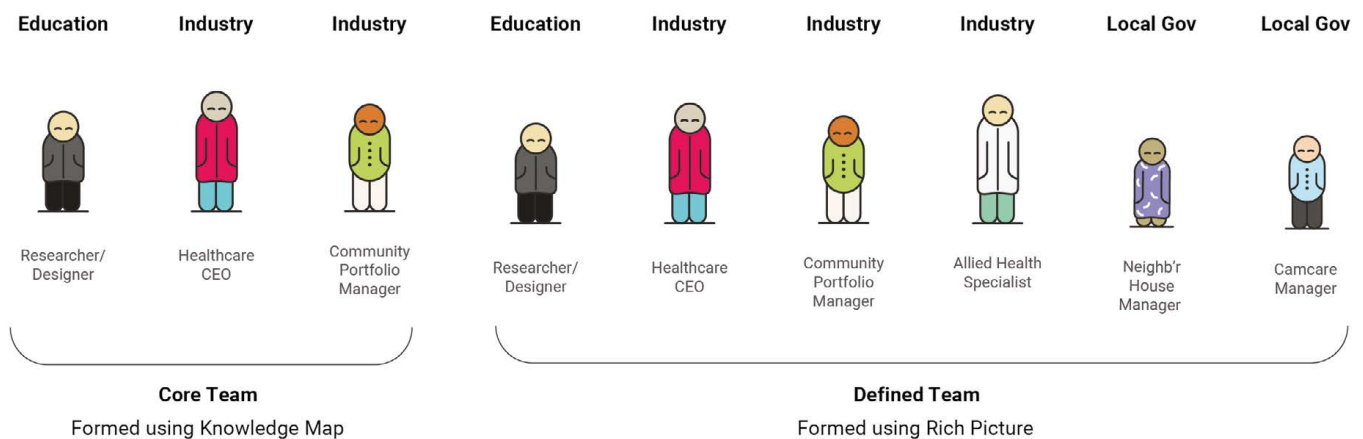 Education Industry Industry Education Industry Industry Industry Local Gov Local Gov
Researcher/
Designer
Healthcare
CEO
Community
Portfolio
Manager
Researcher/
Designer
Healthcare
CEO
Community
Portfolio
Manager
Allied Health
Specialist
Neighb'r
House
Manager
Camcare
Manager
Core Team
Formed using Knowledge Map
Defined Team
Formed using Rich Picture